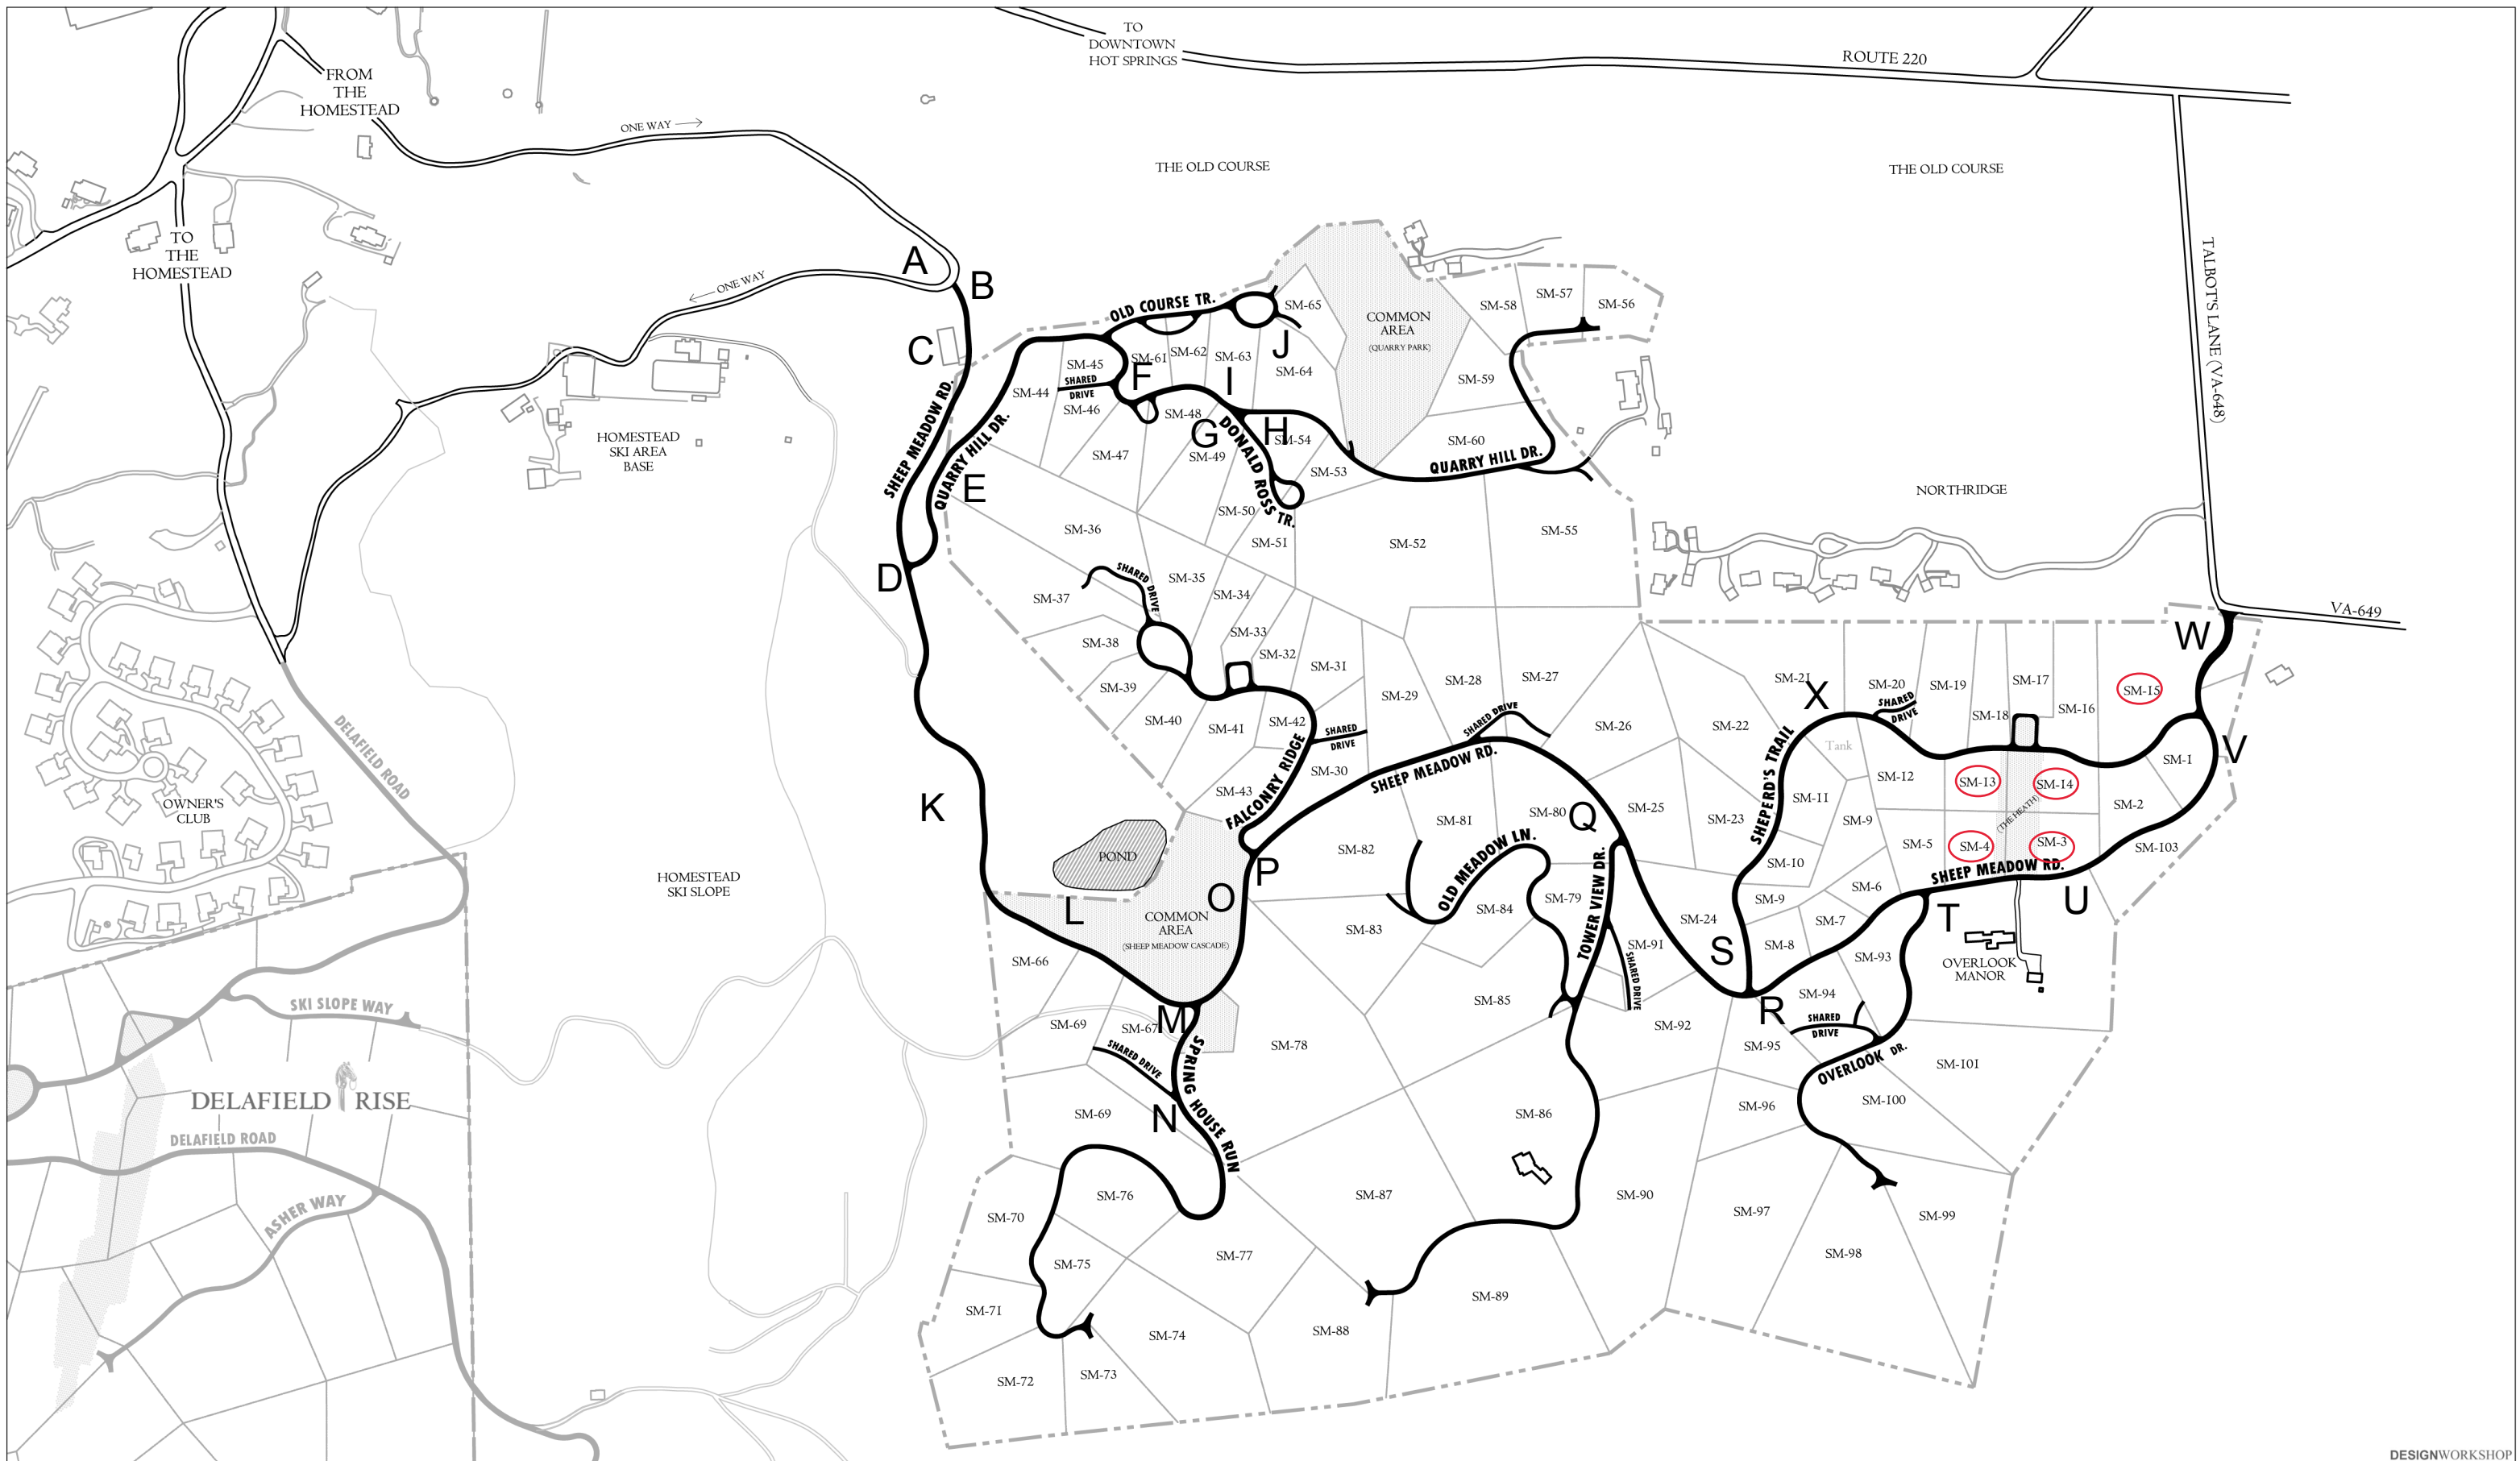 TO
DOWNTOWN
HOT SPRINGS
ROUTE 220
FROM
THE
HOMESTEAD
ONE WAY
THE OLD COURSE
THE OLD COURSE
TO
THE
HOMESTEAD
A
B
ONE WAY
TALBOT'S LANE (VA-648)
OLD COURSE TR.
SM-65
COMMON
AREA
(QUARRY PARK)
SM-58
SM-57
SM-56
C
J
SM-45
SM-61
SM-62
SM-63
SM-64
SHARED
DRIVE
F
I
SM-44
SM-46
SM-48
SM-59
SHEEP MEADOW RD.
QUARRY HILL DR.
G
H
DONALD ROSS TR.
SM-54
SM-47
SM-49
SM-53
SM-60
QUARRY HILL DR.
HOMESTEAD
SKI AREA
BASE
E
NORTHRIDGE
SM-50
SM-36
SM-51
SM-52
SM-55
D
SHARED DRIVE
SM-37
SM-35
SM-34
SM-33
VA-649
W
SM-38
SM-32
SM-31
SM-39
SM-29
SM-28
SM-27
SM-21
X
SM-20
SM-19
SM-17
SM-15
SHARED
DRIVE
SM-18
SM-16
SM-40
SM-41
SM-42
SHARED
DRIVE
SHARED DRIVE
SM-26
SM-22
Tank
V
DELAFIELD ROAD
SM-30
SHEEP MEADOW RD.
SHEPERD'S TRAIL
SM-12
SM-13
SM-14
SM-1
SM-43
FALCONRY RIDGE
K
OWNER'S
CLUB
SM-81
SM-80
Q
SM-25
SM-23
SM-11
SM-9
(THE HEATH)
SM-2
POND
SM-82
OLD MEADOW LN.
TOWER VIEW DR.
SM-10
SM-5
SM-4
SM-3
SM-103
SHEEP MEADOW RD.
HOMESTEAD
SKI SLOPE
P
O
L
COMMON
AREA
(SHEEP MEADOW CASCADE)
SM-84
SM-79
SM-9
SM-6
SM-7
T
U
SM-83
SM-24
SM-91
SHARED DRIVE
S
SM-8
SM-93
OVERLOOK
MANOR
SM-66
SKI SLOPE WAY
SM-85
SM-94
R
SHARED
DRIVE
M
SM-69
SM-67
SM-78
SM-92
SM-95
SHARED DRIVE
SPRING HOUSE RUN
OVERLOOK DR.
SM-101
DELAFIELD RISE
N
SM-69
SM-86
SM-96
SM-100
DELAFIELD ROAD
SM-76
SM-87
SM-90
SM-97
SM-99
SM-70
ASHER WAY
SM-77
SM-98
SM-75
SM-71
SM-89
SM-74
SM-88
SM-72
SM-73
DESIGNWORKSHOP